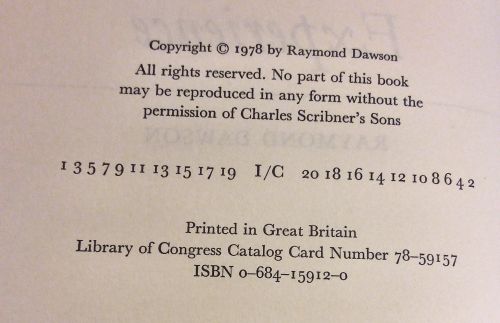 Copyright © 1978 by Raymond Dawson
All rights reserved. No part of this book
may be reproduced in any form without the
permission of Charles Scribner's Sons
1 3 5 7 9 11 13 15 17 19 I/C 20 18 16 14 12 10 8 6 4 2
Printed in Great Britain
Library of Congress Catalog Card Number 78–59157
ISBN 0–684–15912–0